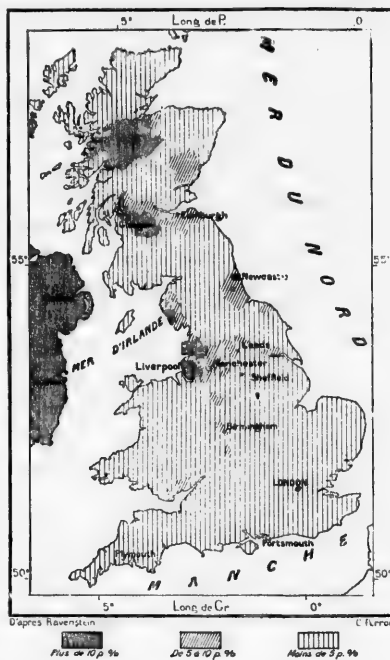 5° Long de P. 0
MER DU NORD
Edimburgh
55°
55°
Newcastle
MER D'IRLANDE
Leeds
Manchester
Liverpool
Sheffield
Birmingham
LONDON
Portsmouth
Plymouth
MANCHE
50°
50°
5° Long de Gr 0°
D'après Ravenstein
Plus de 10 p. %
De 5 à 10 p. %
Moins de 5 p. %